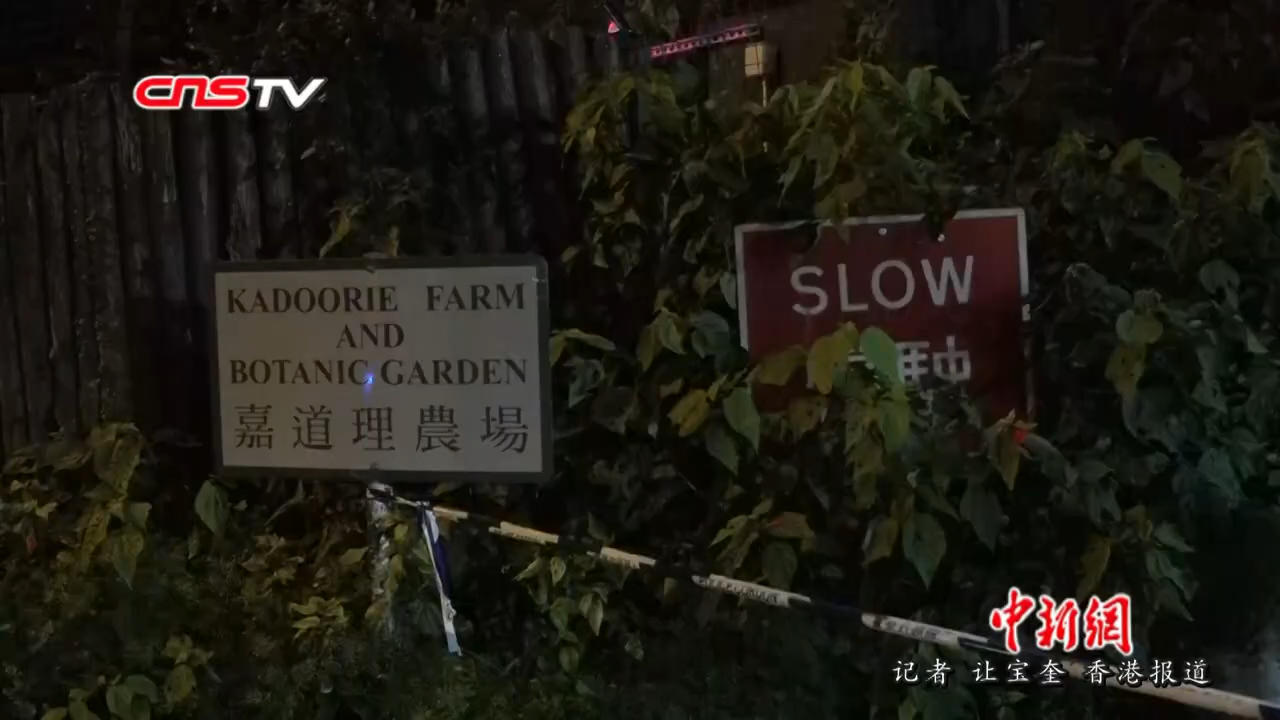 CNSTV
KADOORIE FARM
AND
BOTANIC GARDEN
嘉道理農場
SLOW
中新網
记者 让宝奎 香港报道